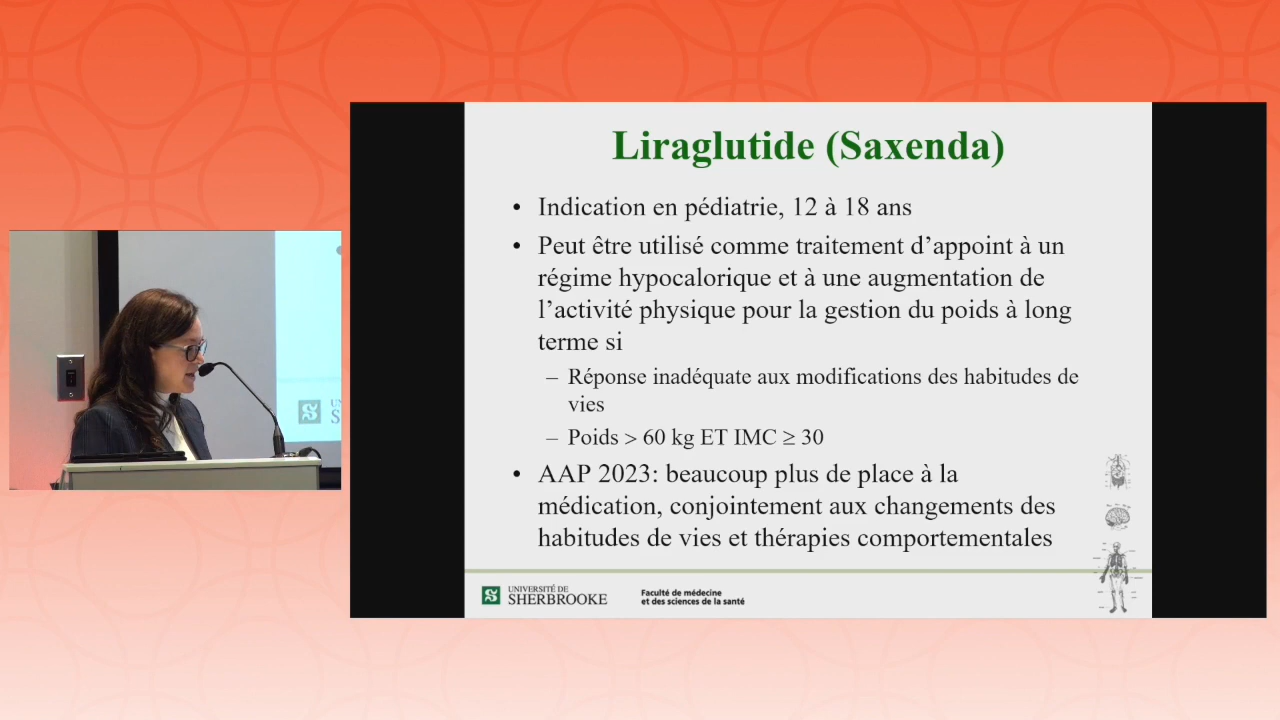 Liraglutide (Saxenda)
• Indication en pédiatrie, 12 à 18 ans
• Peut être utilisé comme traitement d’appoint à un
régime hypocalorique et à une augmentation de
l’activité physique pour la gestion du poids à long
terme si
– Réponse inadéquate aux modifications des habitudes de
vies
– Poids > 60 kg ET IMC ≥ 30
• AAP 2023: beaucoup plus de place à la
médication, conjointement aux changements des
habitudes de vies et thérapies comportementales
UNIVERSITÉ DE
SHERBROOKE
Faculté de médecine
et des sciences de la santé